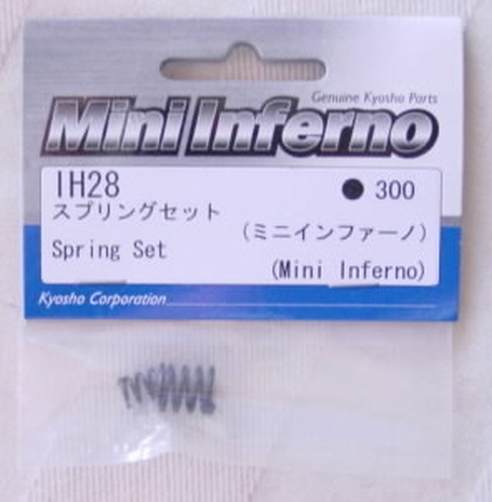 Genuine Kyosho Parts
Mini Inferno
IH28
● 300
スプリングセット
(ミニインファーノ)
Spring Set
(Mini Inferno)
Kyosho Corporation